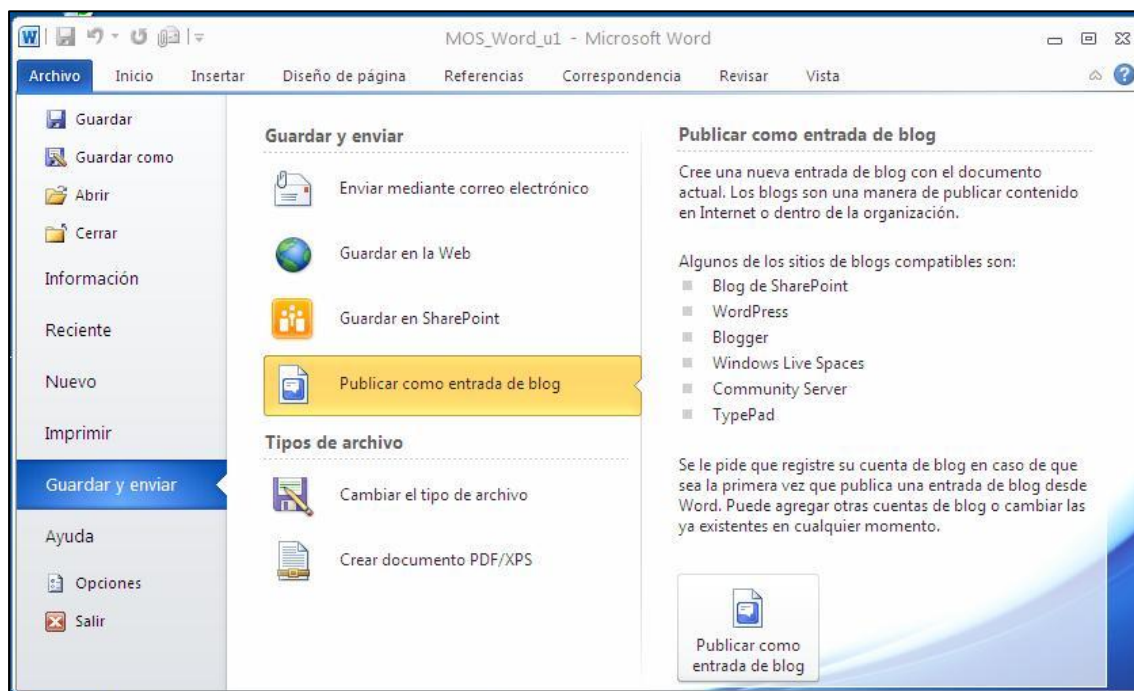 MOS_Word_u1 - Microsoft Word
Archivo Inicio Insertar Diseño de página Referencias Correspondencia Revisar Vista
Guardar
Guardar como
Abrir
Cerrar
Información
Reciente
Nuevo
Imprimir
Guardar y enviar
Ayuda
Opciones
Salir
Guardar y enviar
Enviar mediante correo electrónico
Guardar en la Web
Guardar en SharePoint
Publicar como entrada de blog
Tipos de archivo
Cambiar el tipo de archivo
Crear documento PDF/XPS
Publicar como entrada de blog
Cree una nueva entrada de blog con el documento
actual. Los blogs son una manera de publicar contenido
en Internet o dentro de la organización.
Algunos de los sitios de blogs compatibles son:
Blog de SharePoint
WordPress
Blogger
Windows Live Spaces
Community Server
TypePad
Se le pide que registre su cuenta de blog en caso de que
sea la primera vez que publica una entrada de blog desde
Word. Puede agregar otras cuentas de blog o cambiar las
ya existentes en cualquier momento.
Publicar como
entrada de blog